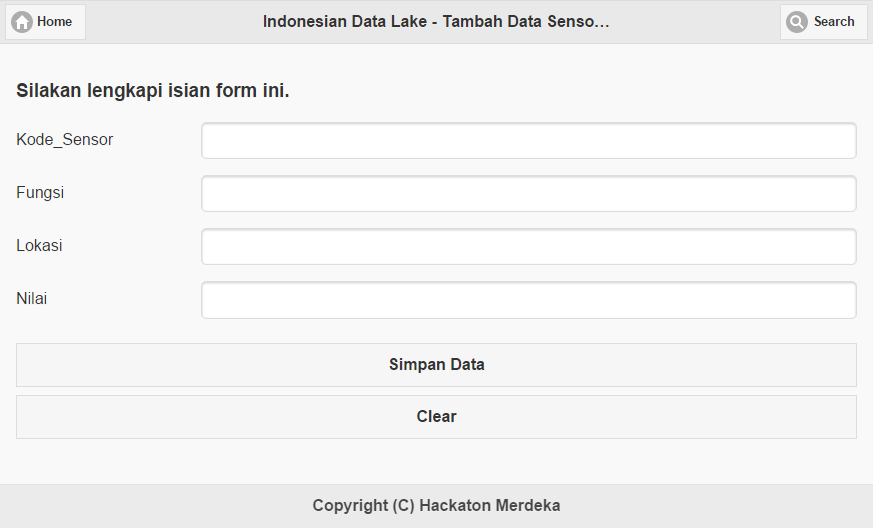 Home
Indonesian Data Lake - Tambah Data Senso…
Search
Silakan lengkapi isian form ini.
Kode_Sensor
Fungsi
Lokasi
Nilai
Simpan Data
Clear
Copyright (C) Hackaton Merdeka